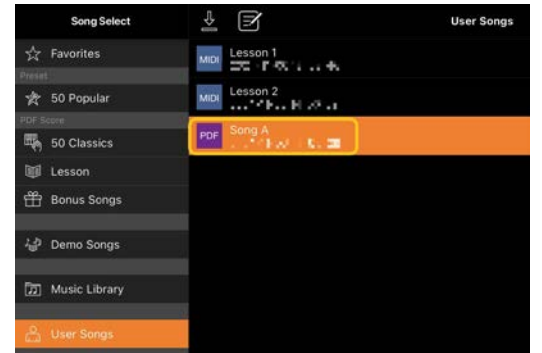 Song Select
User Songs
Favorites
Preset
50 Popular
PDF Score
50 Classics
Lesson
Bonus Songs
Demo Songs
Music Library
User Songs
MIDI
Lesson 1
MIDI
Lesson 2
PDF
Song A